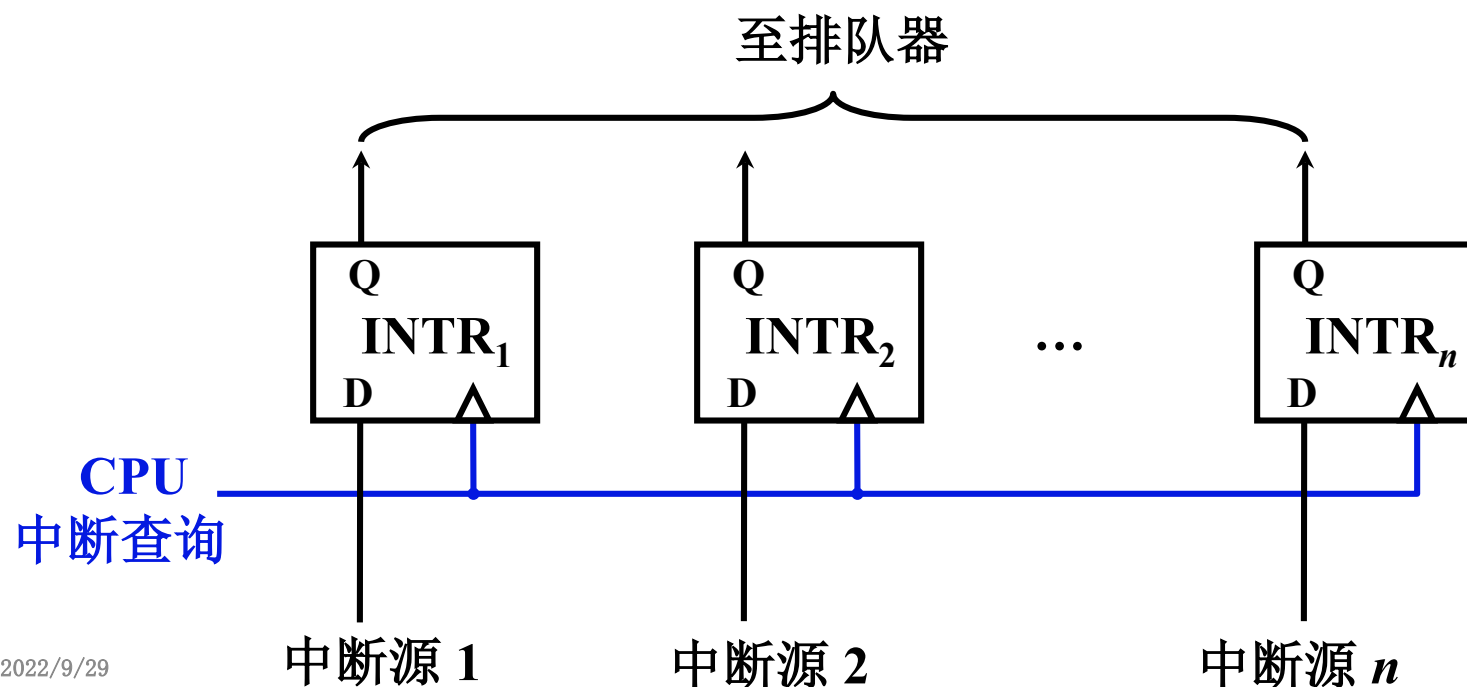 至排队器
Q Q Q
INTR₁ INTR₂ … INTRₙ
D D D
CPU
中断查询
中断源 1 中断源 2 中断源 n
2022/9/29